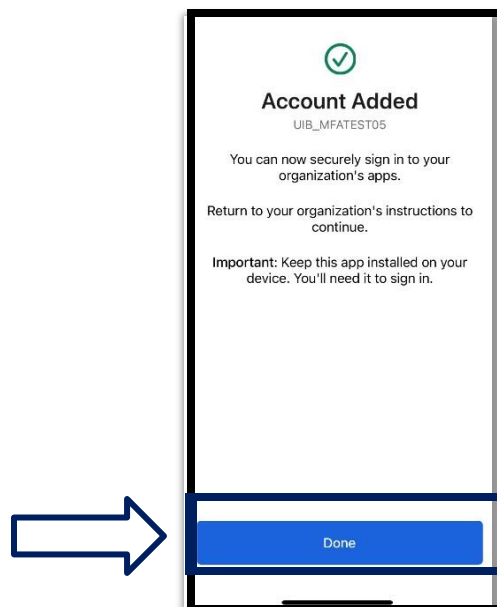 Account Added
UIB_MFATEST05
You can now securely sign in to your
organization's apps.
Return to your organization's instructions to
continue.
Important: Keep this app installed on your
device. You'll need it to sign in.
Done